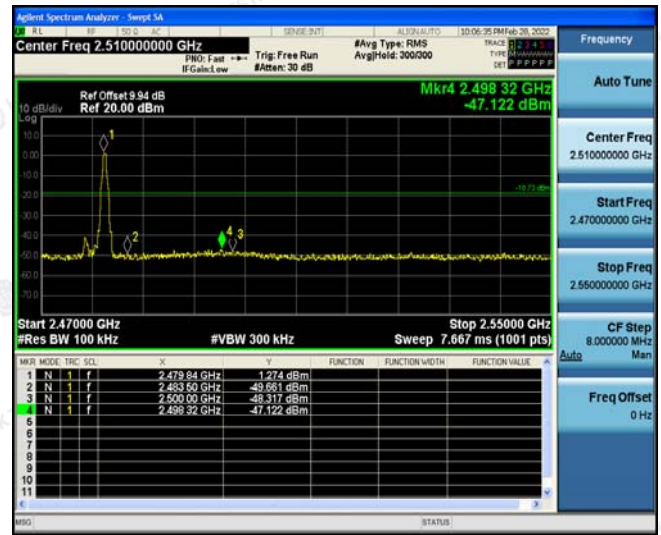 Agilent Spectrum Analyzer - Swept SA
RL RF 50 Ω AC SENSE:INT ALIGNAUTO 10:06:35 PM Feb 28, 2022
Center Freq 2.510000000 GHz
PNO: Fast
IFGain:Low
Trig: Free Run
#Atten: 30 dB
#Avg Type: RMS
Avg|Hold: 300/300
TRACE 1 2 3 4 5 6
TYPE M W W W W W
DET P P P P P P
Frequency
Ref Offset 9.94 dB
10 dB/div Ref 20.00 dBm
Log
Mkr4 2.498 32 GHz
-47.122 dBm
10.0
0.00
-10.0
-20.0
-30.0
-40.0
-50.0
-60.0
-70.0
1
2
4
3
-18.73 dBm
Start 2.47000 GHz
#Res BW 100 kHz
#VBW 300 kHz
Stop 2.55000 GHz
Sweep 7.667 ms (1001 pts)
MKR MODE TRC SCL X Y FUNCTION FUNCTION WIDTH FUNCTION VALUE
1 N 1 f 2.479 84 GHz 1.274 dBm
2 N 1 f 2.483 50 GHz -49.661 dBm
3 N 1 f 2.500 00 GHz -48.317 dBm
4 N 1 f 2.498 32 GHz -47.122 dBm
5
6
7
8
9
10
11
MSG
STATUS
Auto Tune
Center Freq
2.510000000 GHz
Start Freq
2.470000000 GHz
Stop Freq
2.550000000 GHz
CF Step
8.000000 MHz
Auto Man
Freq Offset
0 Hz